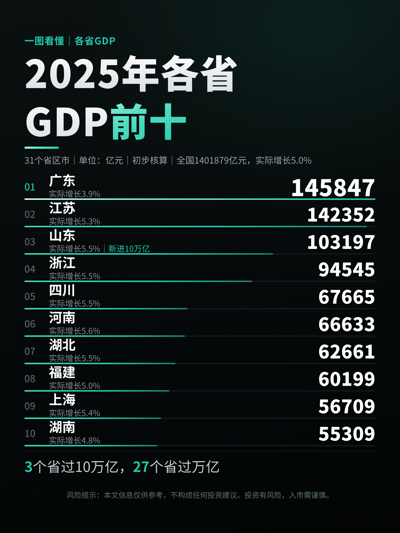 一图看懂｜各省GDP
2025年各省
GDP前十
31个省区市｜单位：亿元｜初步核算｜全国1401879亿元，实际增长5.0%
01 广东 145847
实际增长3.9%
02 江苏 142352
实际增长5.3%
03 山东 103197
实际增长5.5%｜新进10万亿
04 浙江 94545
实际增长5.5%
05 四川 67665
实际增长5.5%
06 河南 66633
实际增长5.6%
07 湖北 62661
实际增长5.5%
08 福建 60199
实际增长5.0%
09 上海 56709
实际增长5.4%
10 湖南 55309
实际增长4.8%
3个省过10万亿，27个省过万亿
风险提示：本文信息仅供参考，不构成任何投资建议。投资有风险，入市需谨慎。